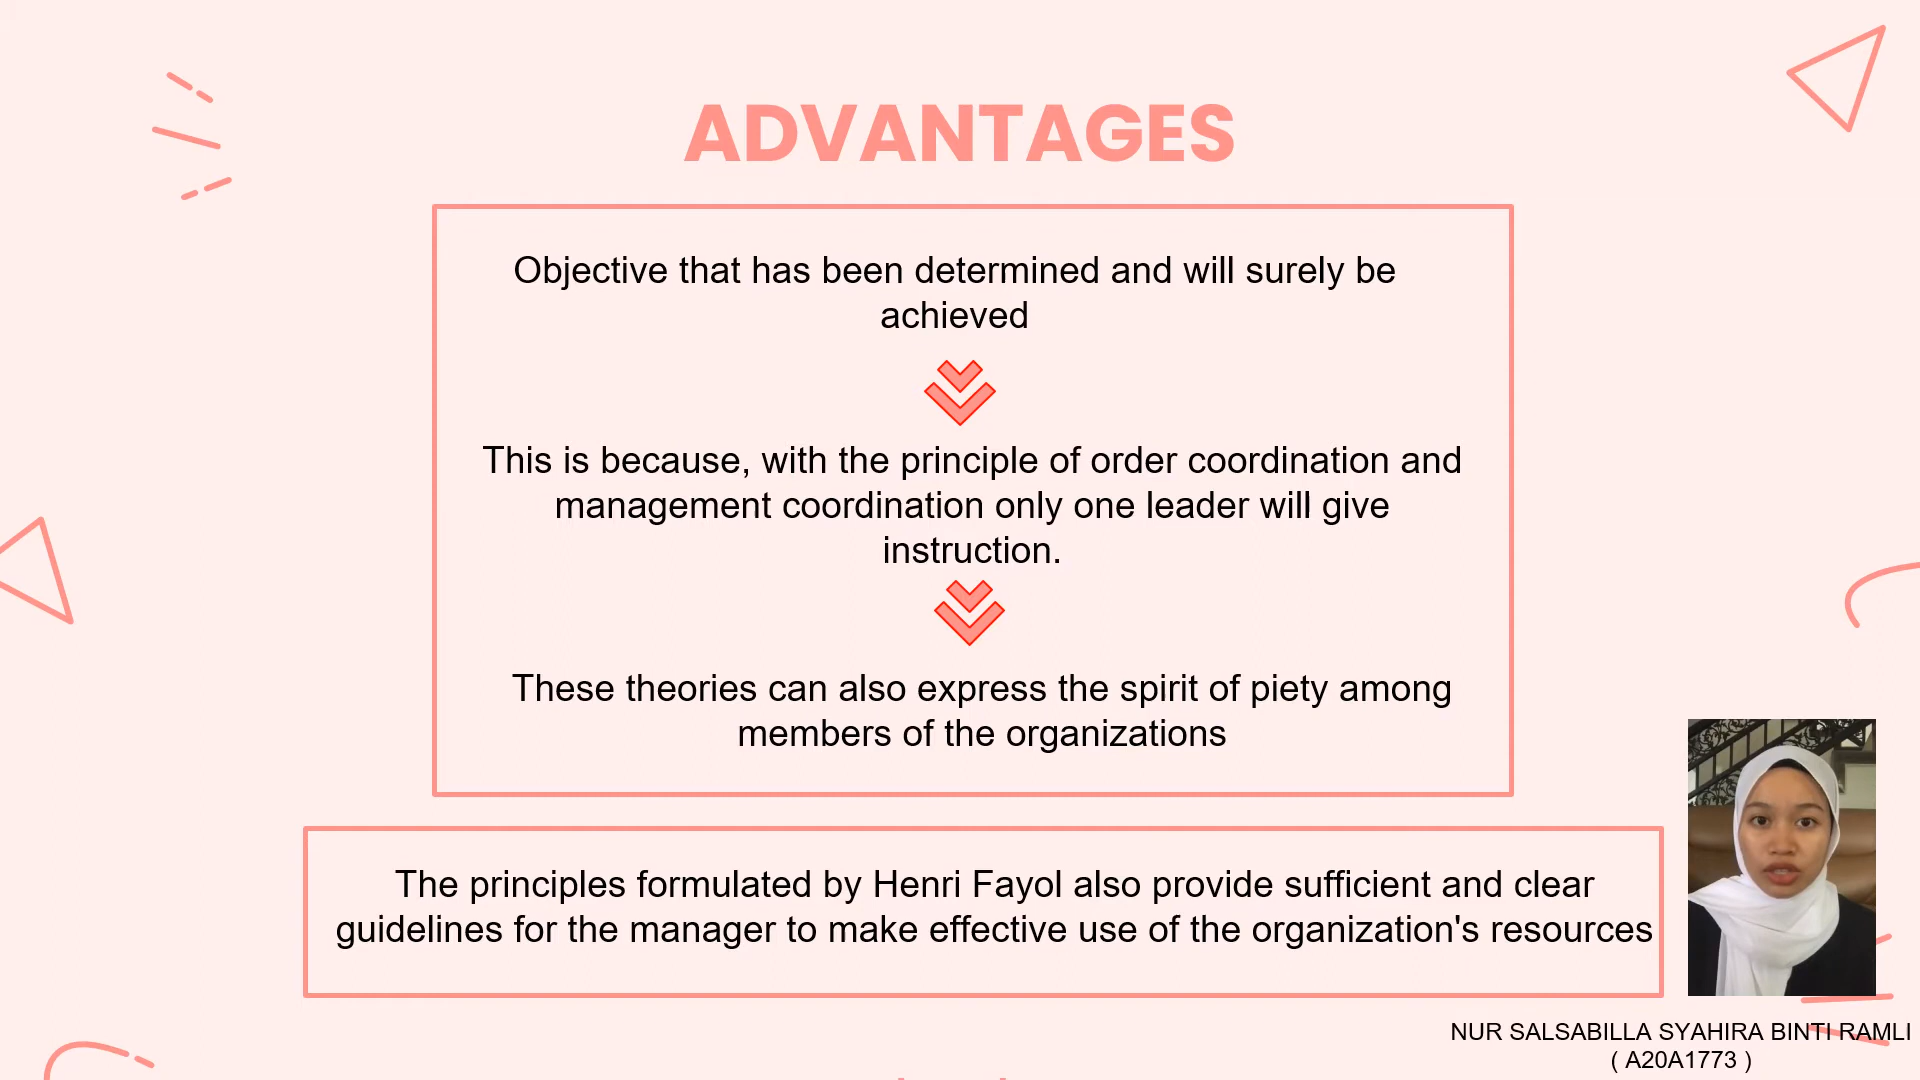 ADVANTAGES
Objective that has been determined and will surely be
achieved
This is because, with the principle of order coordination and
management coordination only one leader will give
instruction.
These theories can also express the spirit of piety among
members of the organizations
The principles formulated by Henri Fayol also provide sufficient and clear
guidelines for the manager to make effective use of the organization's resources
NUR SALSABILLA SYAHIRA BINTI RAMLI
( A20A1773 )